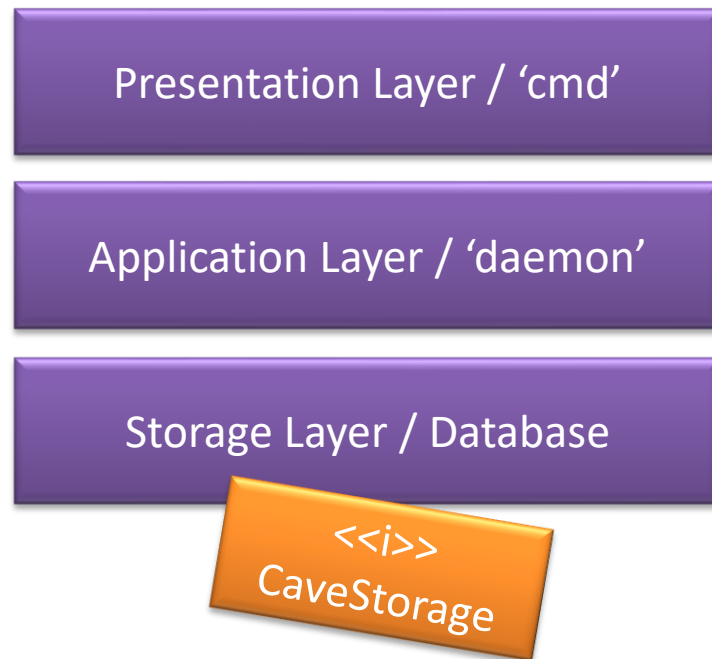 Presentation Layer / ‘cmd’
Application Layer / ‘daemon’
Storage Layer / Database
<<i>>
CaveStorage